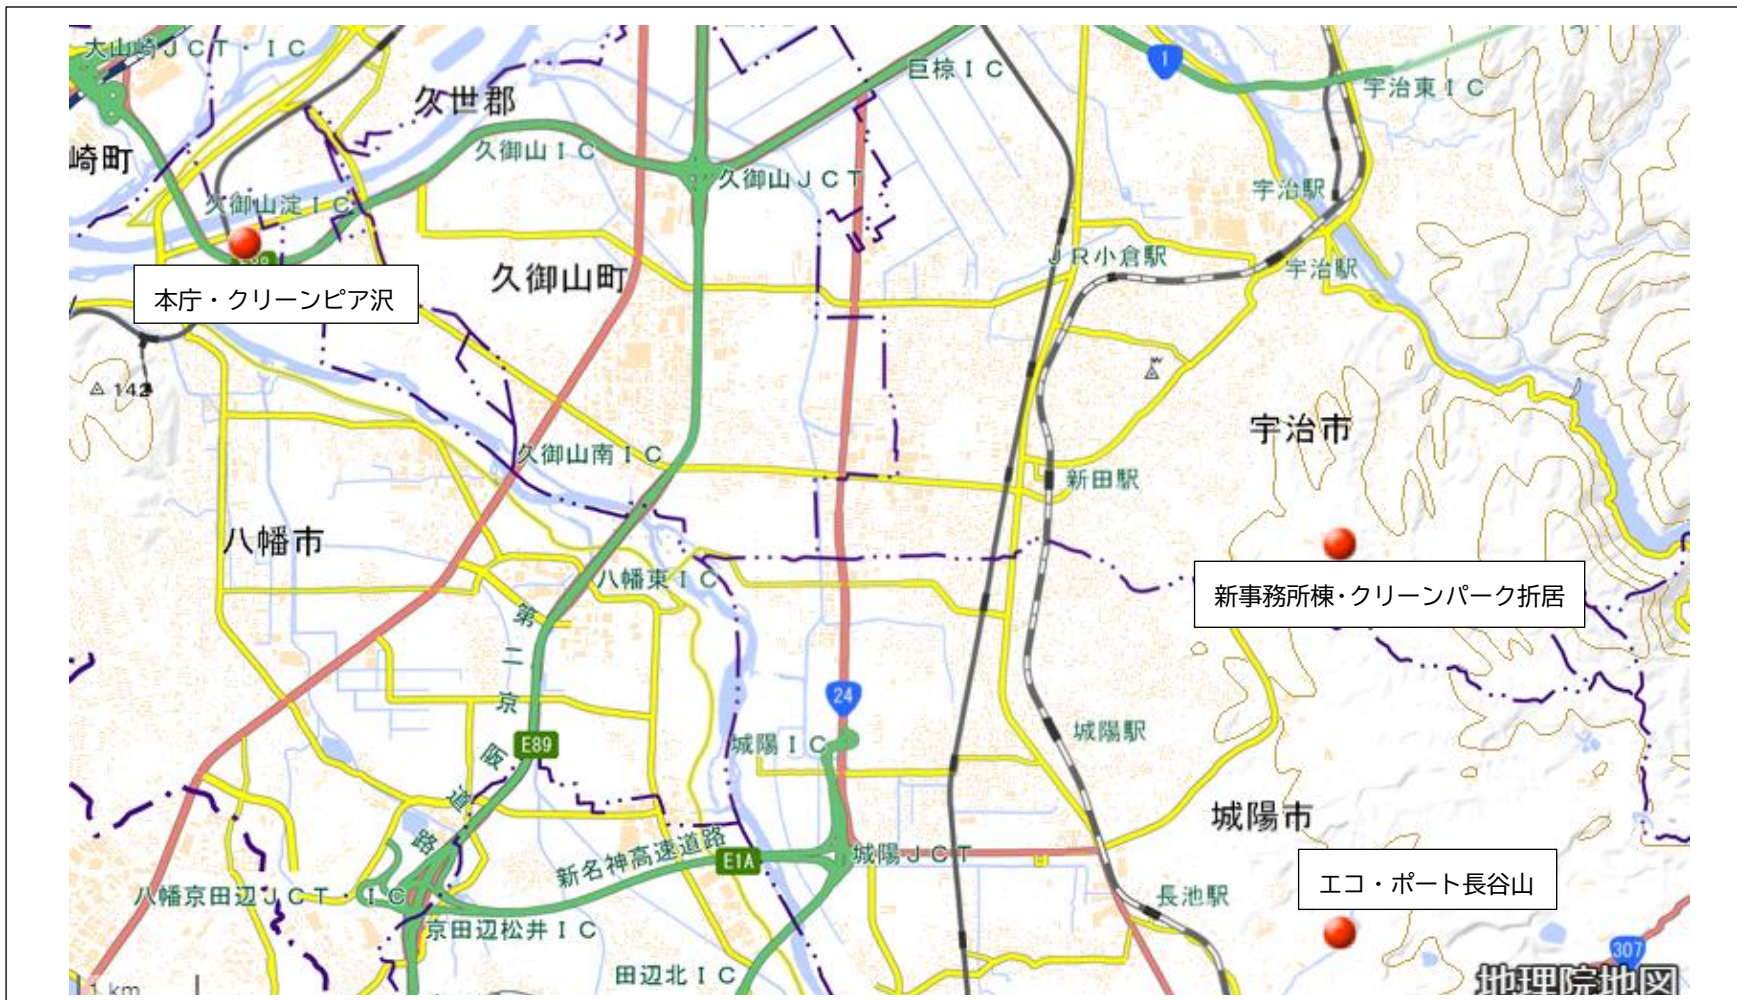 大山崎ＪＣＴ・ＩＣ
久世郡
巨椋ＩＣ
1
宇治東ＩＣ
崎町
久御山ＩＣ
久御山ＪＣＴ
宇治駅
久御山淀ＩＣ
ＪＲ小倉駅
宇治駅
久御山町
本庁・クリーンピア沢
142
宇治市
久御山南ＩＣ
新田駅
八幡市
八幡東ＩＣ
新事務所棟・クリーンパーク折居
第二京阪道路
24
城陽ＩＣ
城陽駅
E89
城陽市
新名神高速道路
E1A
城陽ＪＣＴ
エコ・ポート長谷山
八幡京田辺ＪＣＴ・ＩＣ
長池駅
京田辺松井ＩＣ
田辺北ＩＣ
307
1 km
地理院地図